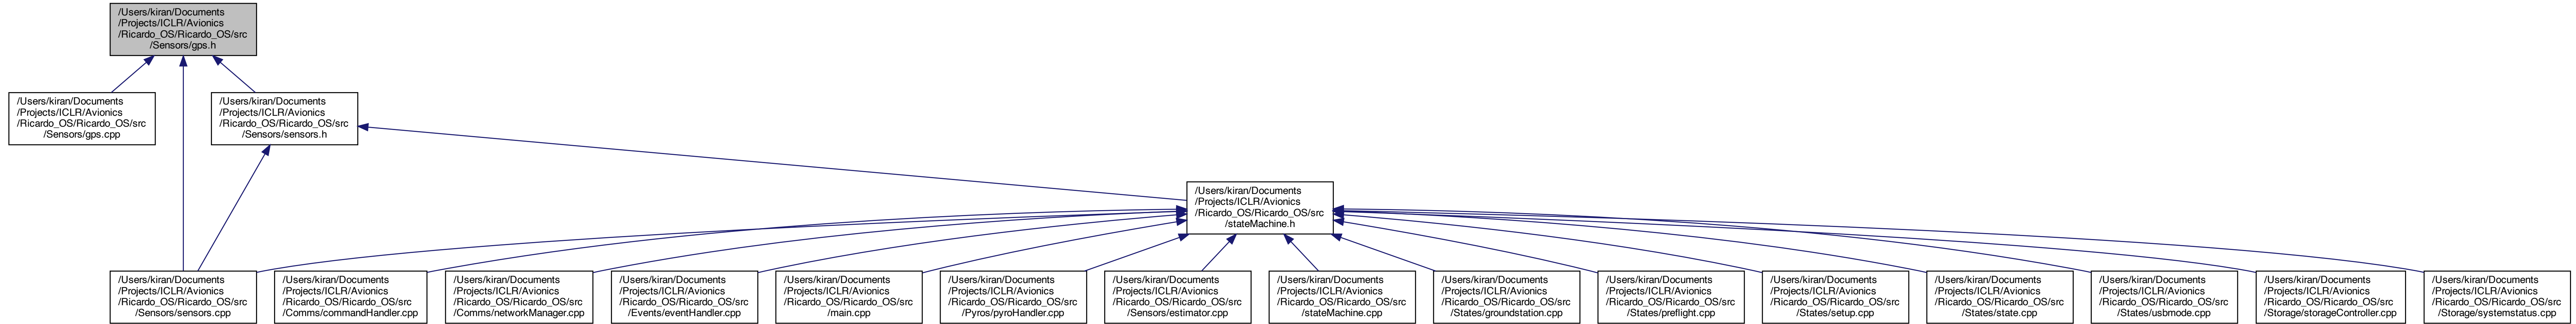 /Users/kiran/Documents
/Projects/ICLR/Avionics
/Ricardo_OS/Ricardo_OS/src
/Sensors/gps.h
/Users/kiran/Documents
/Projects/ICLR/Avionics
/Ricardo_OS/Ricardo_OS/src
/Sensors/gps.cpp
/Users/kiran/Documents
/Projects/ICLR/Avionics
/Ricardo_OS/Ricardo_OS/src
/Sensors/sensors.h
/Users/kiran/Documents
/Projects/ICLR/Avionics
/Ricardo_OS/Ricardo_OS/src
/stateMachine.h
/Users/kiran/Documents
/Projects/ICLR/Avionics
/Ricardo_OS/Ricardo_OS/src
/Sensors/sensors.cpp
/Users/kiran/Documents
/Projects/ICLR/Avionics
/Ricardo_OS/Ricardo_OS/src
/Comms/commandHandler.cpp
/Users/kiran/Documents
/Projects/ICLR/Avionics
/Ricardo_OS/Ricardo_OS/src
/Comms/networkManager.cpp
/Users/kiran/Documents
/Projects/ICLR/Avionics
/Ricardo_OS/Ricardo_OS/src
/Events/eventHandler.cpp
/Users/kiran/Documents
/Projects/ICLR/Avionics
/Ricardo_OS/Ricardo_OS/src
/main.cpp
/Users/kiran/Documents
/Projects/ICLR/Avionics
/Ricardo_OS/Ricardo_OS/src
/Pyros/pyroHandler.cpp
/Users/kiran/Documents
/Projects/ICLR/Avionics
/Ricardo_OS/Ricardo_OS/src
/Sensors/estimator.cpp
/Users/kiran/Documents
/Projects/ICLR/Avionics
/Ricardo_OS/Ricardo_OS/src
/stateMachine.cpp
/Users/kiran/Documents
/Projects/ICLR/Avionics
/Ricardo_OS/Ricardo_OS/src
/States/groundstation.cpp
/Users/kiran/Documents
/Projects/ICLR/Avionics
/Ricardo_OS/Ricardo_OS/src
/States/preflight.cpp
/Users/kiran/Documents
/Projects/ICLR/Avionics
/Ricardo_OS/Ricardo_OS/src
/States/setup.cpp
/Users/kiran/Documents
/Projects/ICLR/Avionics
/Ricardo_OS/Ricardo_OS/src
/States/state.cpp
/Users/kiran/Documents
/Projects/ICLR/Avionics
/Ricardo_OS/Ricardo_OS/src
/States/usbmode.cpp
/Users/kiran/Documents
/Projects/ICLR/Avionics
/Ricardo_OS/Ricardo_OS/src
/Storage/storageController.cpp
/Users/kiran/Documents
/Projects/ICLR/Avionics
/Ricardo_OS/Ricardo_OS/src
/Storage/systemstatus.cpp